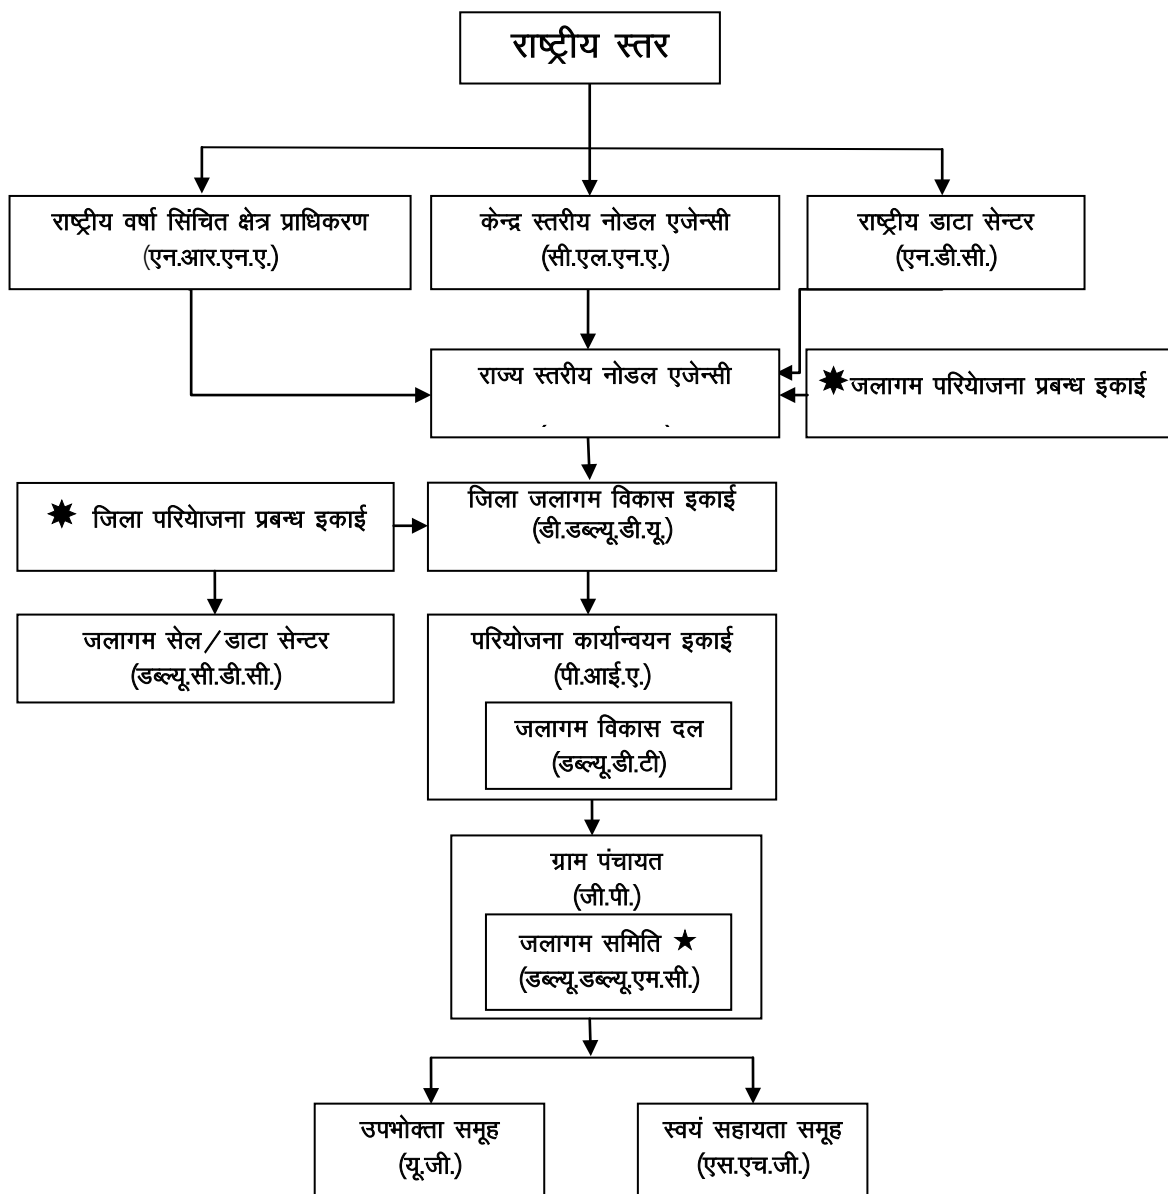 राष्ट्रीय स्तर
राष्ट्रीय वर्षा सिंचित क्षेत्र प्राधिकरण
(एन.आर.एन.ए.)
केन्द्र स्तरीय नोडल एजेन्सी
(सी.एल.एन.ए.)
राष्ट्रीय डाटा सेन्टर
(एन.डी.सी.)
राज्य स्तरीय नोडल एजेन्सी
जलागम परियेाजना प्रबन्ध इकाई
जिला परियेाजना प्रबन्ध इकाई
जिला जलागम विकास इकाई
(डी.डब्ल्यू.डी.यू.)
जलागम सेल/डाटा सेन्टर
(डब्ल्यू.सी.डी.सी.)
परियोजना कार्यान्वयन इकाई
(पी.आई.ए.)
जलागम विकास दल
(डब्ल्यू.डी.टी)
ग्राम पंचायत
(जी.पी.)
जलागम समिति ★
(डब्ल्यू.डब्ल्यू.एम.सी.)
उपभोक्ता समूह
(यू.जी.)
स्वयं सहायता समूह
(एस.एच.जी.)